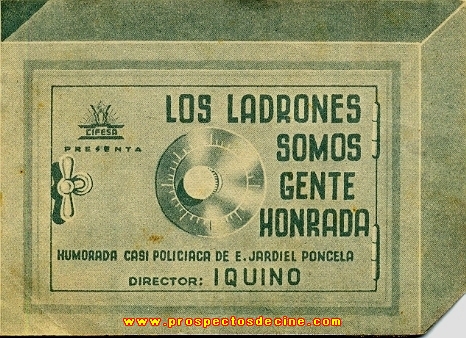 CIFESA
PRESENTA
LOS LADRONES
SOMOS
GENTE
HONRADA
HUMORADA CASI POLICIACA DE E. JARDIEL PONCELA
DIRECTOR: IQUINO
www.prospectosdecine.com